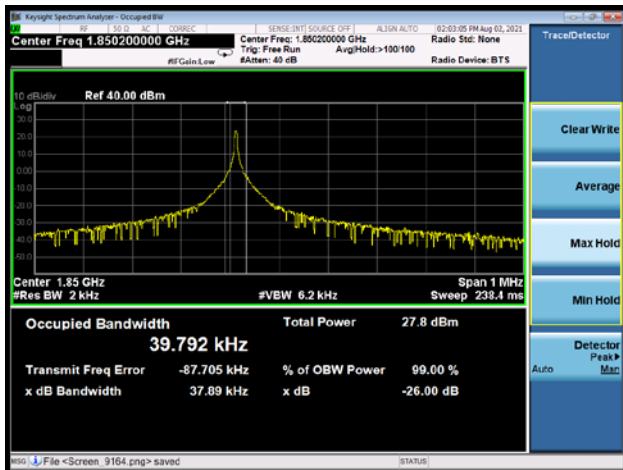 Keysight Spectrum Analyzer - Occupied BW
RF 50 Ω AC CORREC SENSE:INT SOURCE OFF ALIGN AUTO 02:03:05 PM Aug 02, 2021
Center Freq 1.850200000 GHz
Center Freq: 1.850200000 GHz
Radio Std: None
Trig: Free Run Avg|Hold:>100/100
#IFGain:Low
#Atten: 40 dB
Radio Device: BTS
Trace/Detector
10 dB/div Ref 40.00 dBm
Log
30.0
20.0
10.0
0.00
-10.0
-20.0
-30.0
-40.0
-50.0
Center 1.85 GHz
Span 1 MHz
#Res BW 2 kHz
#VBW 6.2 kHz
Sweep 238.4 ms
Occupied Bandwidth
39.792 kHz
Total Power 27.8 dBm
Transmit Freq Error -87.705 kHz
% of OBW Power 99.00 %
x dB Bandwidth 37.89 kHz
x dB -26.00 dB
Clear Write
Average
Max Hold
Min Hold
Detector
Peak
Auto Man
MSG File <Screen_9164.png> saved
STATUS